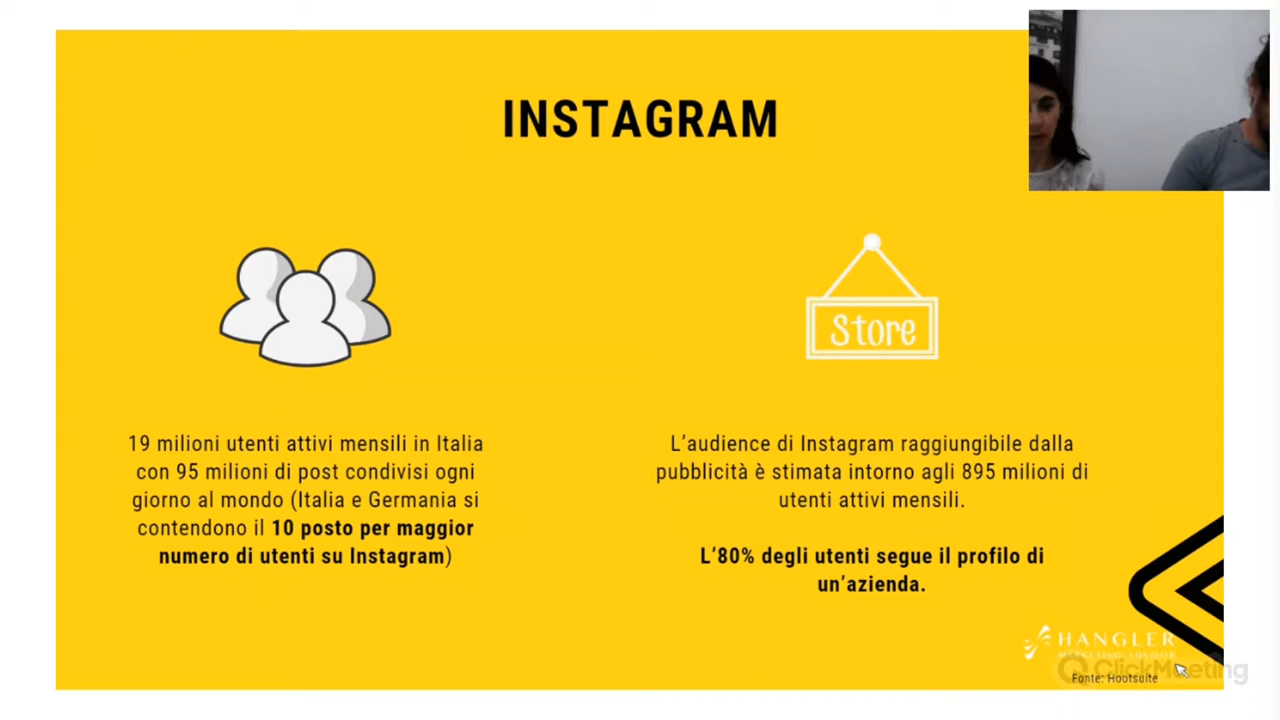 INSTAGRAM
Store
19 milioni utenti attivi mensili in Italia
con 95 milioni di post condivisi ogni
giorno al mondo (Italia e Germania si
contendono il 10 posto per maggior
numero di utenti su Instagram)
L'audience di Instagram raggiungibile dalla
pubblicità è stimata intorno agli 895 milioni di
utenti attivi mensili.
L'80% degli utenti segue il profilo di
un'azienda.
HANGLER
MARKETING ADVISOR
ClickMeeting
Fonte: Hootsuite